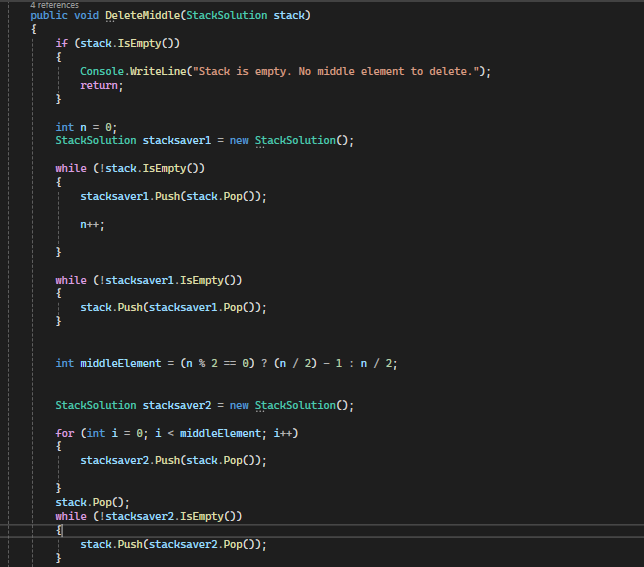 4 references
public void DeleteMiddle(StackSolution stack)
{
if (stack.IsEmpty())
{
Console.WriteLine("Stack is empty. No middle element to delete.");
return;
}
int n = 0;
StackSolution stacksaver1 = new StackSolution();
while (!stack.IsEmpty())
{
stacksaver1.Push(stack.Pop());
n++;
}
while (!stacksaver1.IsEmpty())
{
stack.Push(stacksaver1.Pop());
}
int middleElement = (n % 2 == 0) ? (n / 2) - 1 : n / 2;
StackSolution stacksaver2 = new StackSolution();
for (int i = 0; i < middleElement; i++)
{
stacksaver2.Push(stack.Pop());
}
stack.Pop();
while (!stacksaver2.IsEmpty())
{
stack.Push(stacksaver2.Pop());
}